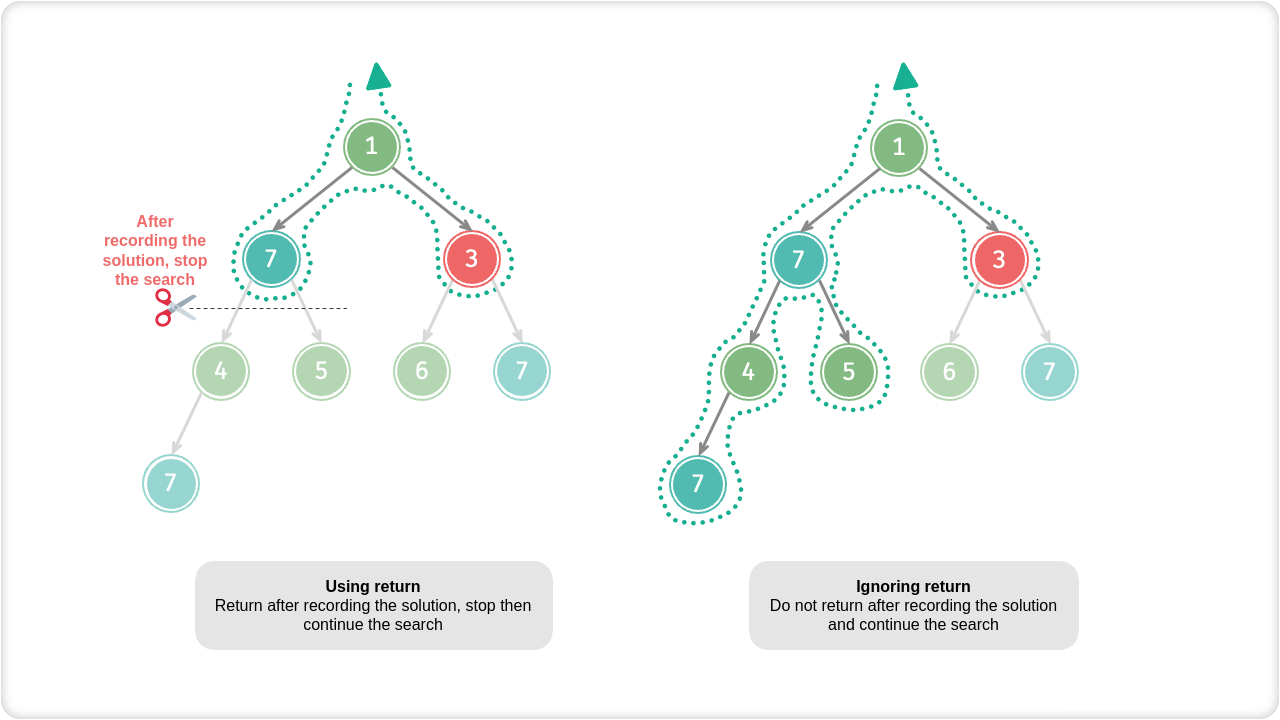 1
7
3
After
recording the
solution, stop
the search
4
5
6
7
7
Using return
Return after recording the solution, stop then
continue the search
1
7
3
4
5
6
7
7
Ignoring return
Do not return after recording the solution
and continue the search